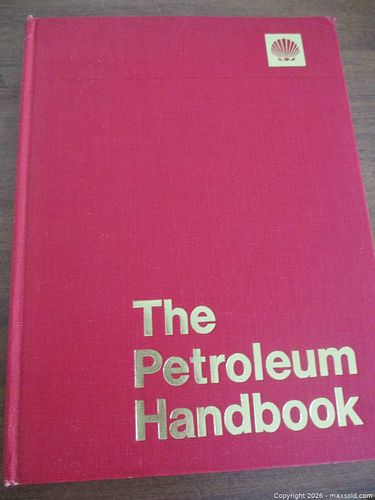 The
Petroleum
Handbook
Copyright 2026 - maxsold.com